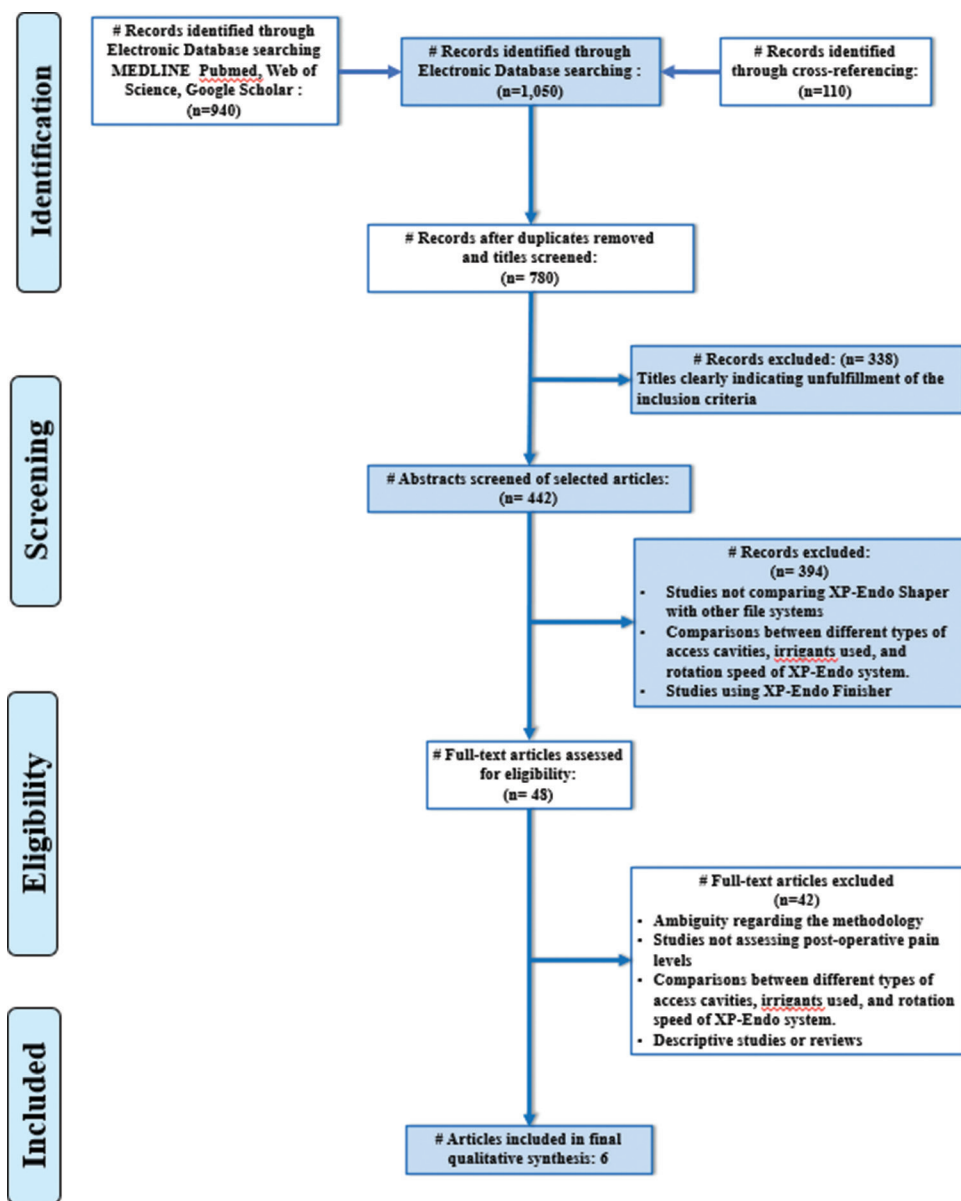 Identification
# Records identified through
Electronic Database searching
MEDLINE Pubmed, Web of
Science, Google Scholar :
(n=940)
# Records identified through
Electronic Database searching :
(n=1,050)
# Records identified
through cross-referencing:
(n=110)
# Records after duplicates removed
and titles screened:
(n= 780)
Screening
# Records excluded: (n= 338)
Titles clearly indicating unfulfillment of the
inclusion criteria
# Abstracts screened of selected articles:
(n= 442)
# Records excluded:
(n= 394)
• Studies not comparing XP-Endo Shaper
with other file systems
• Comparisons between different types of
access cavities, irrigants used, and
rotation speed of XP-Endo system.
• Studies using XP-Endo Finisher
Eligibility
# Full-text articles assessed
for eligibility:
(n= 48)
# Full-text articles excluded
(n=42)
• Ambiguity regarding the methodology
• Studies not assessing post-operative pain
levels
• Comparisons between different types of
access cavities, irrigants used, and rotation
speed of XP-Endo system.
• Descriptive studies or reviews
Included
# Articles included in final
qualitative synthesis: 6